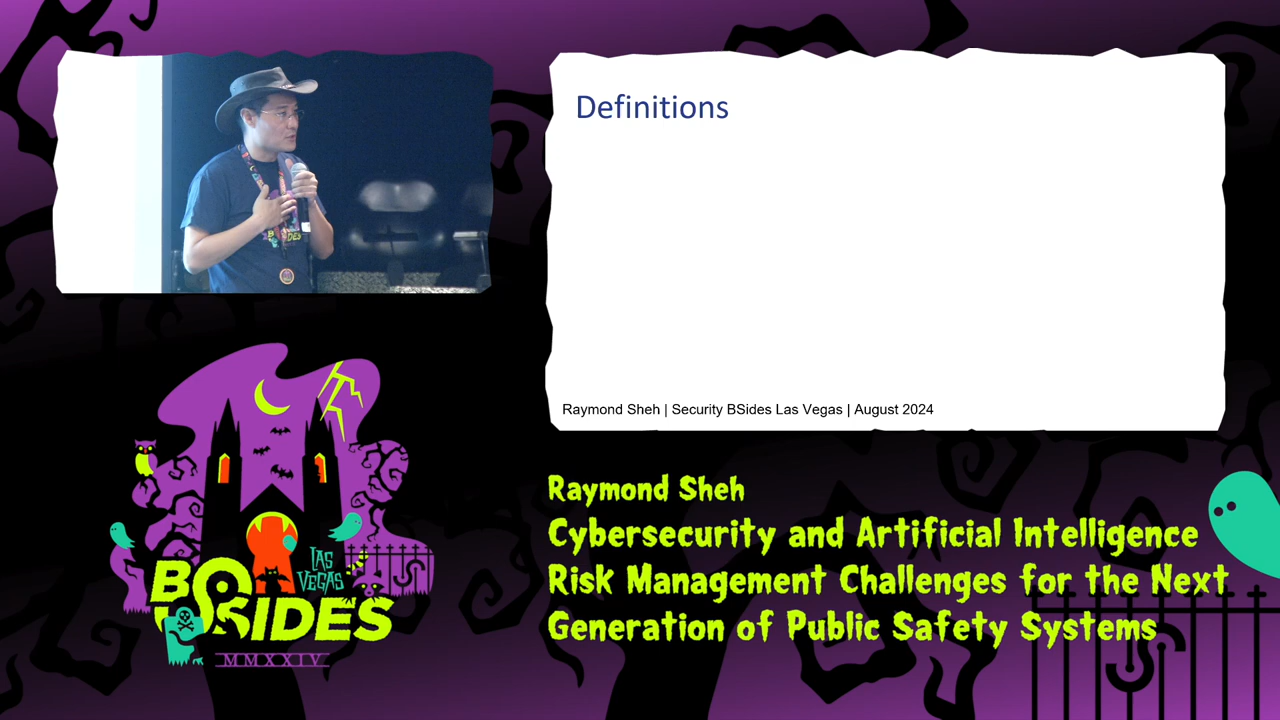 Definitions
Raymond Sheh | Security BSides Las Vegas | August 2024
Raymond Sheh
Cybersecurity and Artificial Intelligence
Risk Management Challenges for the Next
Generation of Public Safety Systems
LAS
VEGAS
BSIDES
MMXXIV